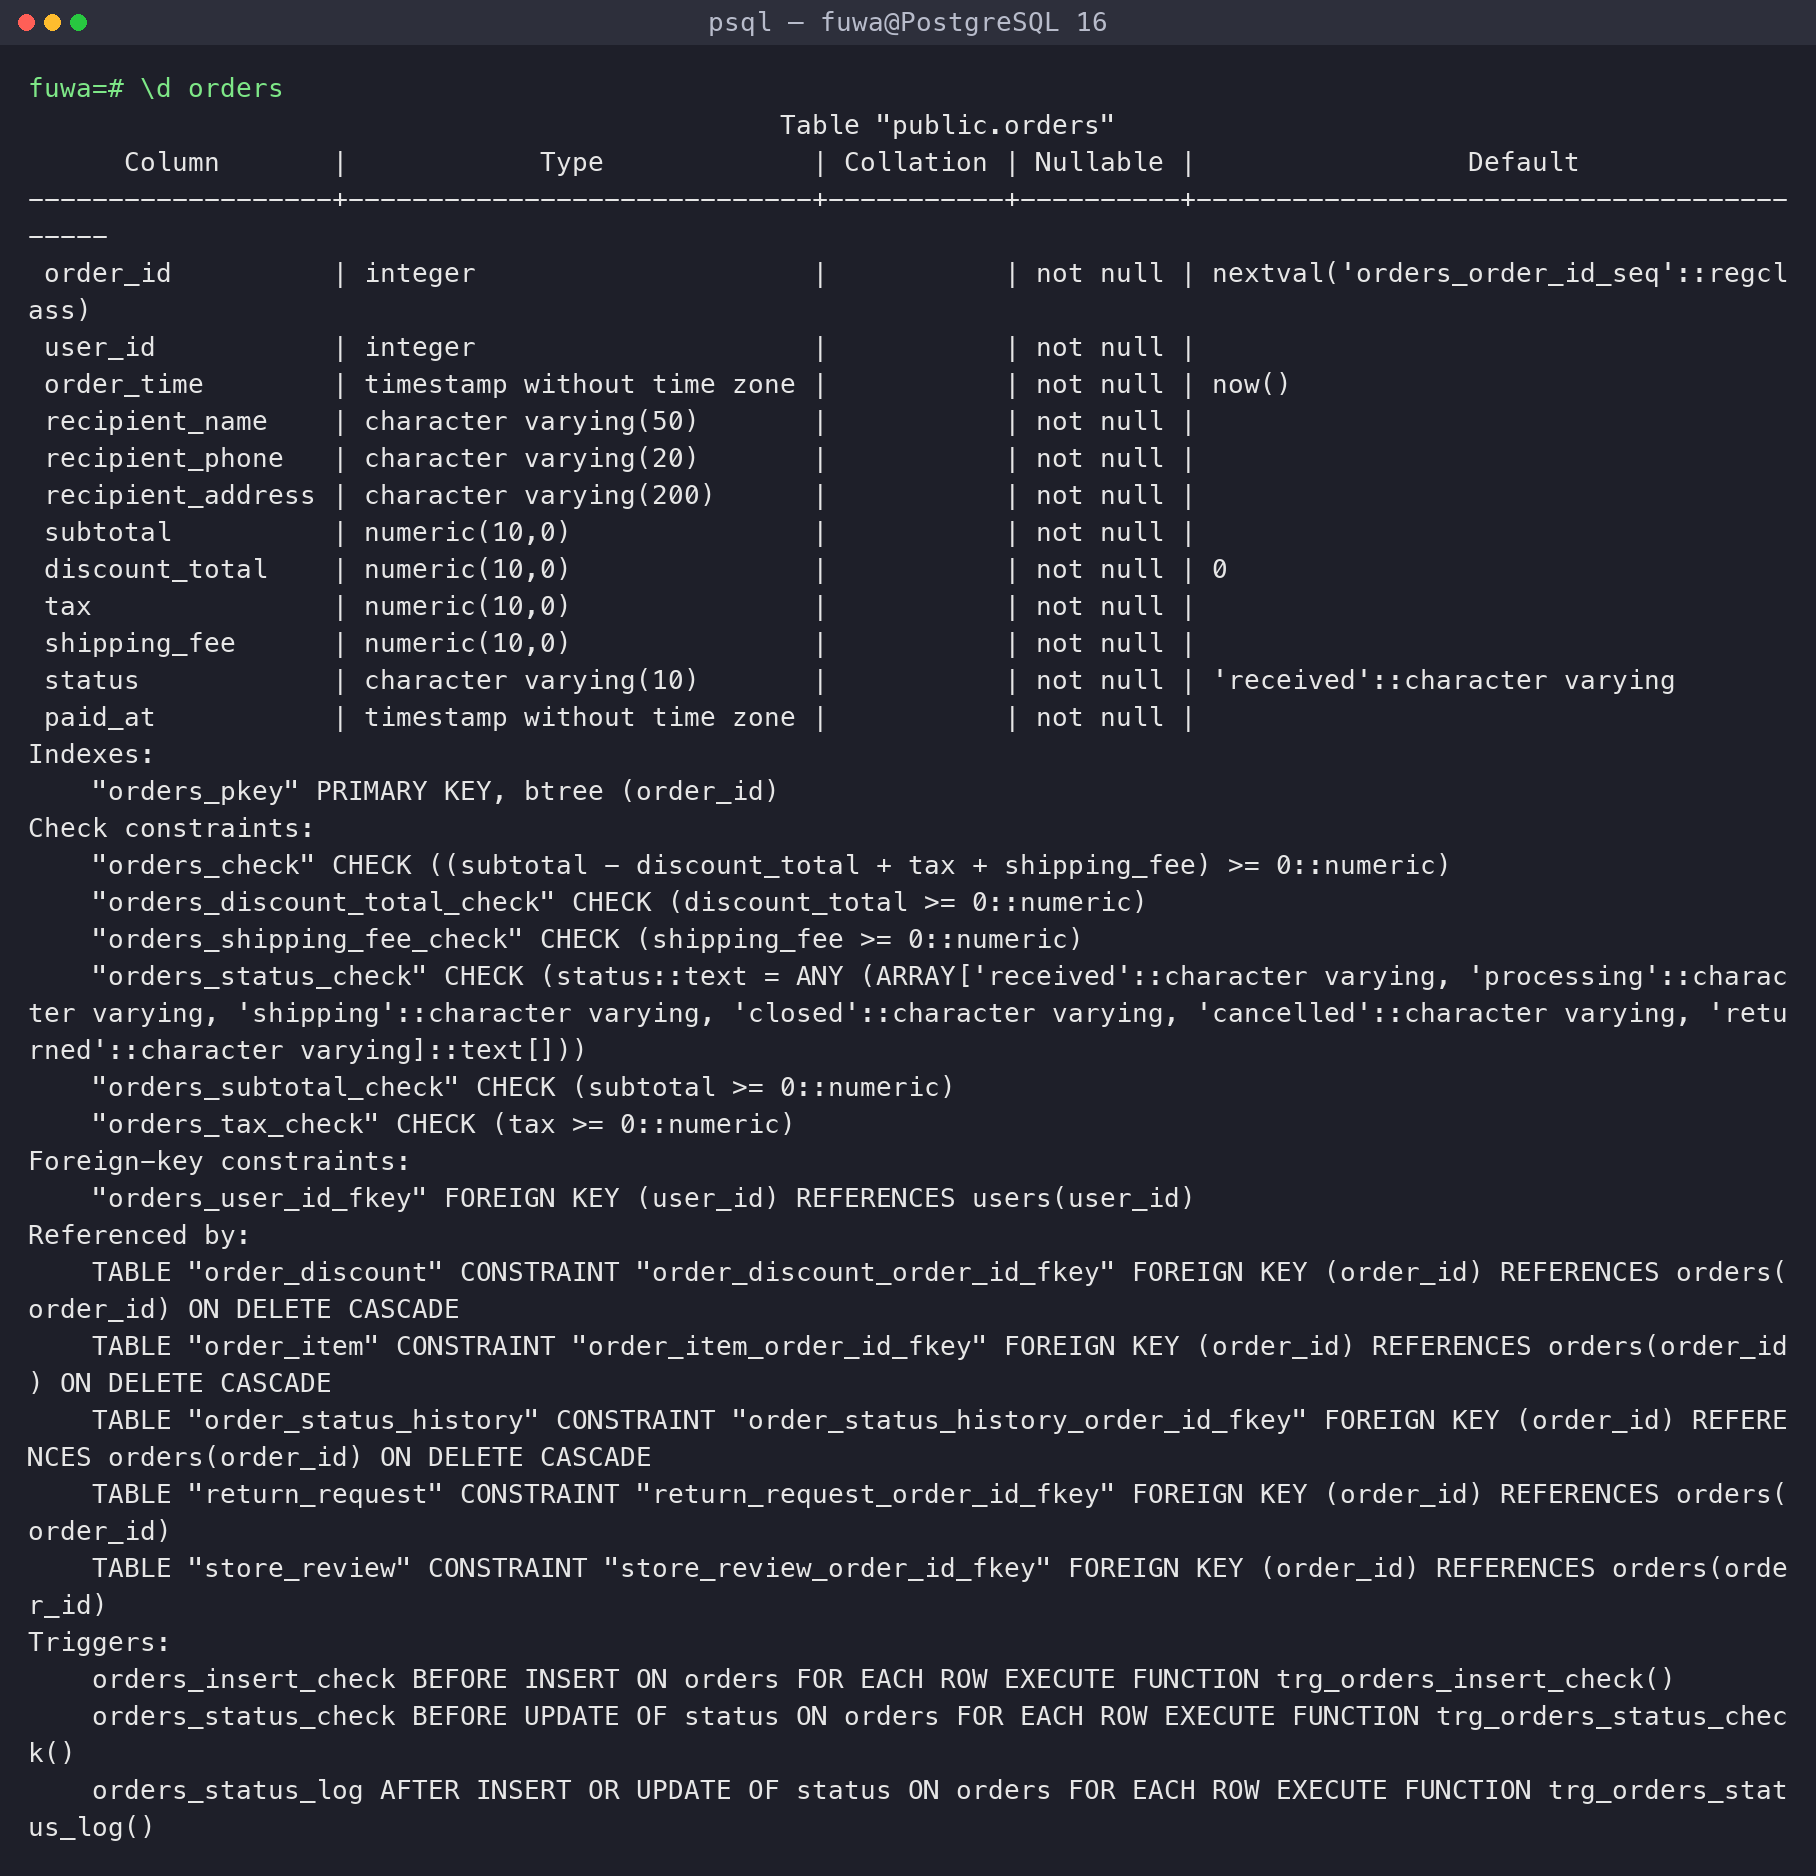 psql — fuwa@PostgreSQL 16
fuwa=# \d orders
                                               Table "public.orders"
      Column       |            Type             | Collation | Nullable |                 Default
-------------------+-----------------------------+-----------+----------+-------------------------------------
-----
 order_id          | integer                     |           | not null | nextval('orders_order_id_seq'::regcl
ass)
 user_id           | integer                     |           | not null |
 order_time        | timestamp without time zone |           | not null | now()
 recipient_name    | character varying(50)       |           | not null |
 recipient_phone   | character varying(20)       |           | not null |
 recipient_address | character varying(200)      |           | not null |
 subtotal          | numeric(10,0)               |           | not null |
 discount_total    | numeric(10,0)               |           | not null | 0
 tax               | numeric(10,0)               |           | not null |
 shipping_fee      | numeric(10,0)               |           | not null |
 status            | character varying(10)       |           | not null | 'received'::character varying
 paid_at           | timestamp without time zone |           | not null |
Indexes:
    "orders_pkey" PRIMARY KEY, btree (order_id)
Check constraints:
    "orders_check" CHECK ((subtotal - discount_total + tax + shipping_fee) >= 0::numeric)
    "orders_discount_total_check" CHECK (discount_total >= 0::numeric)
    "orders_shipping_fee_check" CHECK (shipping_fee >= 0::numeric)
    "orders_status_check" CHECK (status::text = ANY (ARRAY['received'::character varying, 'processing'::charac
ter varying, 'shipping'::character varying, 'closed'::character varying, 'cancelled'::character varying, 'retu
rned'::character varying]::text[]))
    "orders_subtotal_check" CHECK (subtotal >= 0::numeric)
    "orders_tax_check" CHECK (tax >= 0::numeric)
Foreign-key constraints:
    "orders_user_id_fkey" FOREIGN KEY (user_id) REFERENCES users(user_id)
Referenced by:
    TABLE "order_discount" CONSTRAINT "order_discount_order_id_fkey" FOREIGN KEY (order_id) REFERENCES orders(
order_id) ON DELETE CASCADE
    TABLE "order_item" CONSTRAINT "order_item_order_id_fkey" FOREIGN KEY (order_id) REFERENCES orders(order_id
) ON DELETE CASCADE
    TABLE "order_status_history" CONSTRAINT "order_status_history_order_id_fkey" FOREIGN KEY (order_id) REFERE
NCES orders(order_id) ON DELETE CASCADE
    TABLE "return_request" CONSTRAINT "return_request_order_id_fkey" FOREIGN KEY (order_id) REFERENCES orders(
order_id)
    TABLE "store_review" CONSTRAINT "store_review_order_id_fkey" FOREIGN KEY (order_id) REFERENCES orders(orde
r_id)
Triggers:
    orders_insert_check BEFORE INSERT ON orders FOR EACH ROW EXECUTE FUNCTION trg_orders_insert_check()
    orders_status_check BEFORE UPDATE OF status ON orders FOR EACH ROW EXECUTE FUNCTION trg_orders_status_chec
k()
    orders_status_log AFTER INSERT OR UPDATE OF status ON orders FOR EACH ROW EXECUTE FUNCTION trg_orders_stat
us_log()